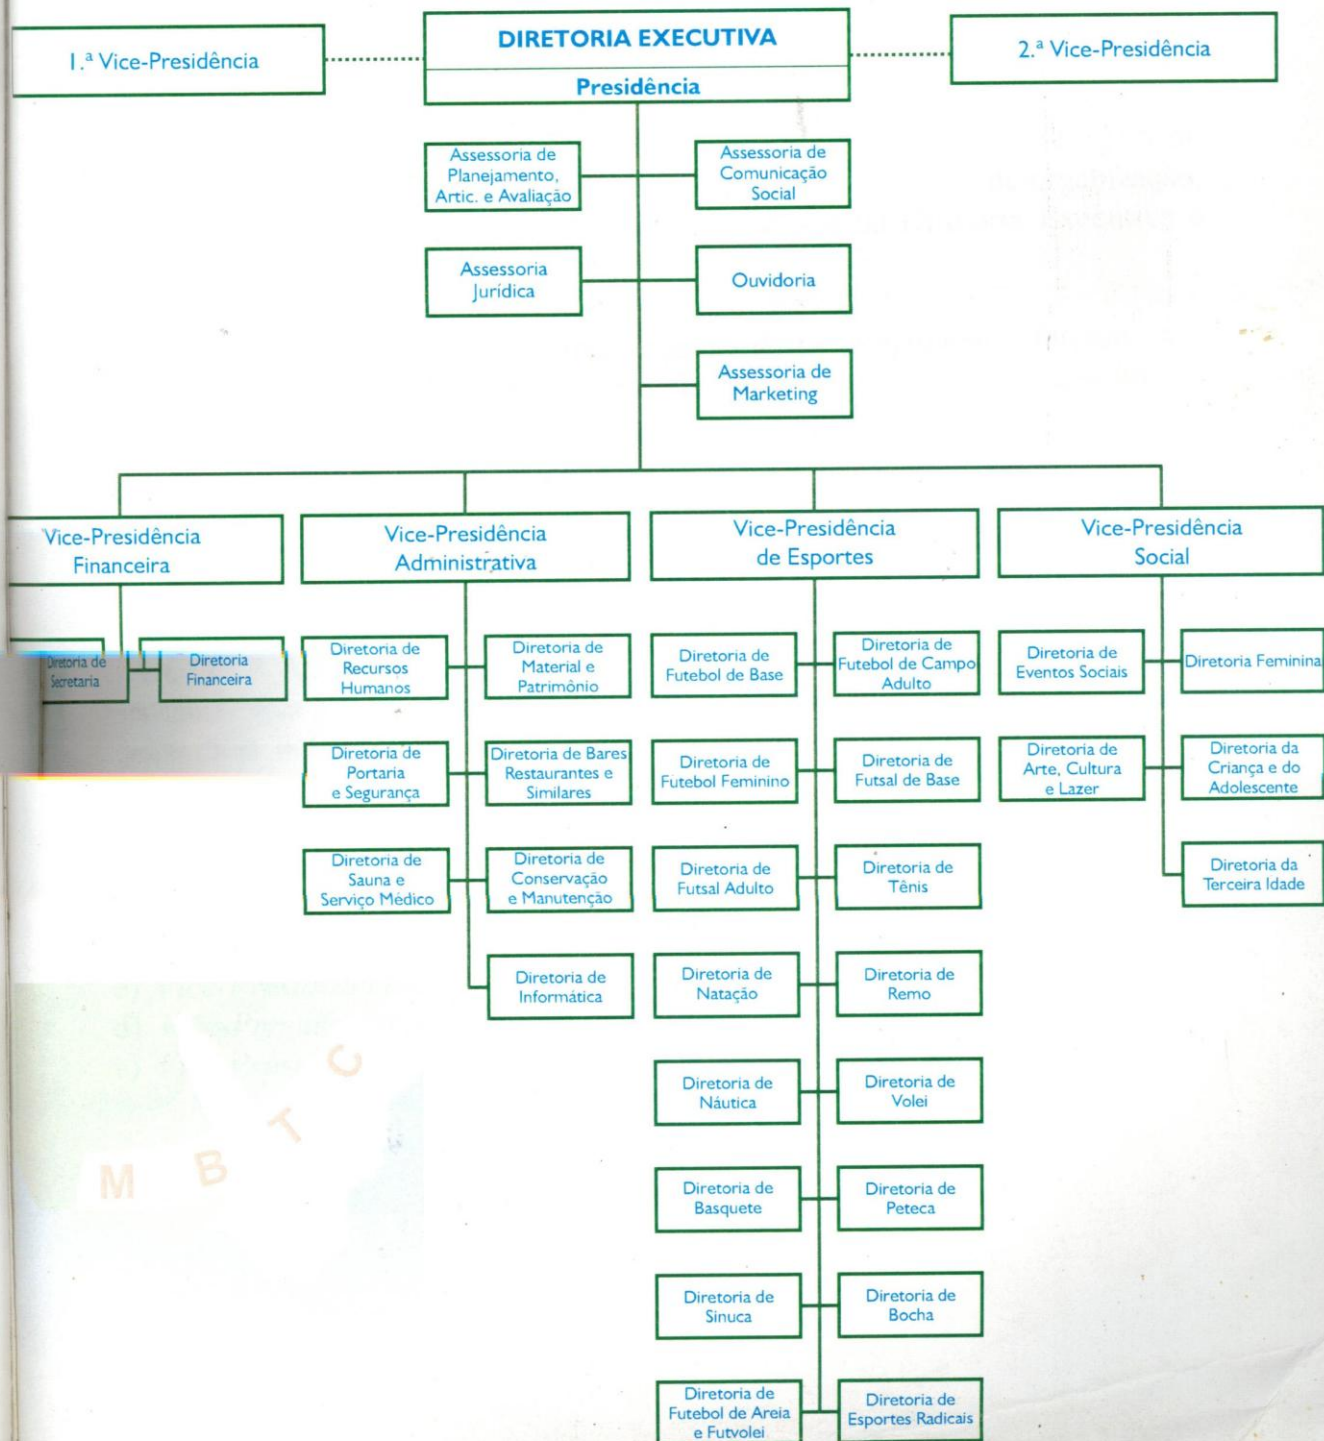 1.ª Vice-Presidência
DIRETORIA EXECUTIVA
Presidência
2.ª Vice-Presidência
Assessoria de
Planejamento,
Artic. e Avaliação
Assessoria de
Comunicação
Social
Assessoria
Jurídica
Ouvidoria
Assessoria de
Marketing
Vice-Presidência
Financeira
Diretoria de
Secretaria
Diretoria
Financeira
Vice-Presidência
Administrativa
Diretoria de
Recursos
Humanos
Diretoria de
Material e
Patrimônio
Diretoria de
Portaria
e Segurança
Diretoria de Bares
Restaurantes e
Similares
Diretoria de
Sauna e
Serviço Médico
Diretoria de
Conservação
e Manutenção
Diretoria de
Informática
Vice-Presidência
de Esportes
Diretoria de
Futebol de Base
Diretoria de
Futebol de Campo
Adulto
Diretoria de
Futebol Feminino
Diretoria de
Futsal de Base
Diretoria de
Futsal Adulto
Diretoria de
Tênis
Diretoria de
Natação
Diretoria de
Remo
Diretoria de
Náutica
Diretoria de
Volei
Diretoria de
Basquete
Diretoria de
Peteca
Diretoria de
Sinuca
Diretoria de
Bocha
Diretoria de
Futebol de Areia
e Futvolei
Diretoria de
Esportes Radicais
Vice-Presidência
Social
Diretoria de
Eventos Sociais
Diretoria Feminina
Diretoria de
Arte, Cultura
e Lazer
Diretoria da
Criança e do
Adolescente
Diretoria da
Terceira Idade
M B T C